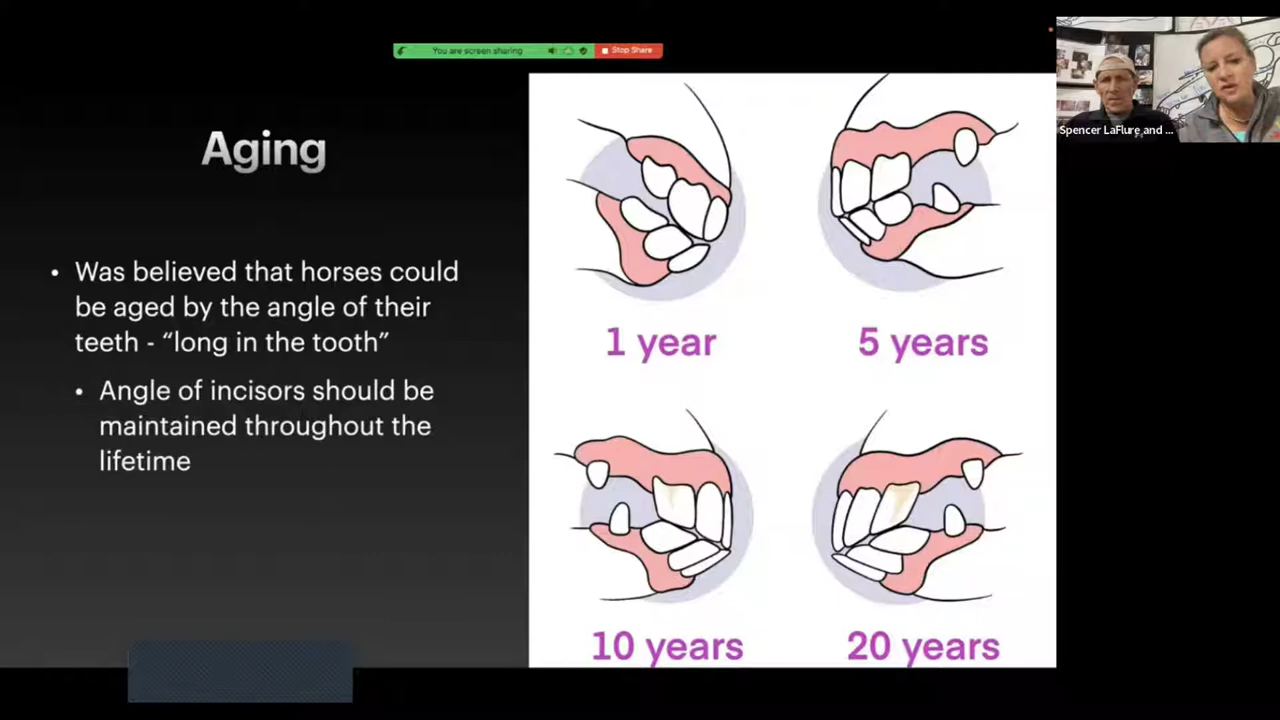 You are screen sharing
Stop Share
Spencer LaFlure and ...
Aging
• Was believed that horses could
be aged by the angle of their
teeth - “long in the tooth”
• Angle of incisors should be
maintained throughout the
lifetime
1 year
5 years
10 years
20 years